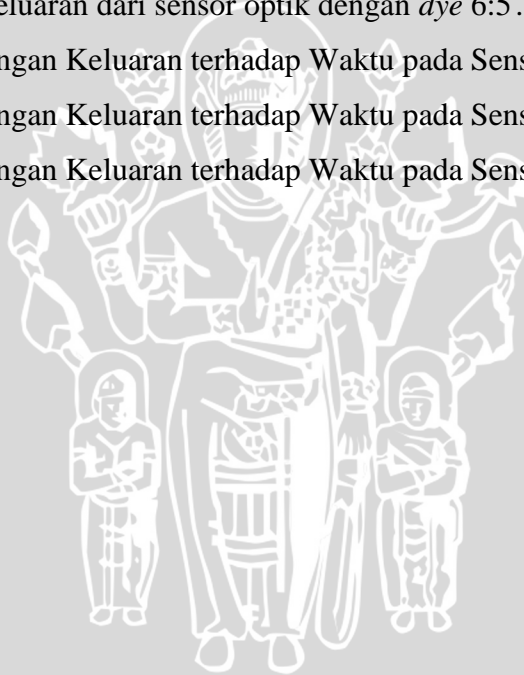 eluaran dari sensor optik dengan dye 6:5.
ngan Keluaran terhadap Waktu pada Sens
ngan Keluaran terhadap Waktu pada Sens
ngan Keluaran terhadap Waktu pada Sens